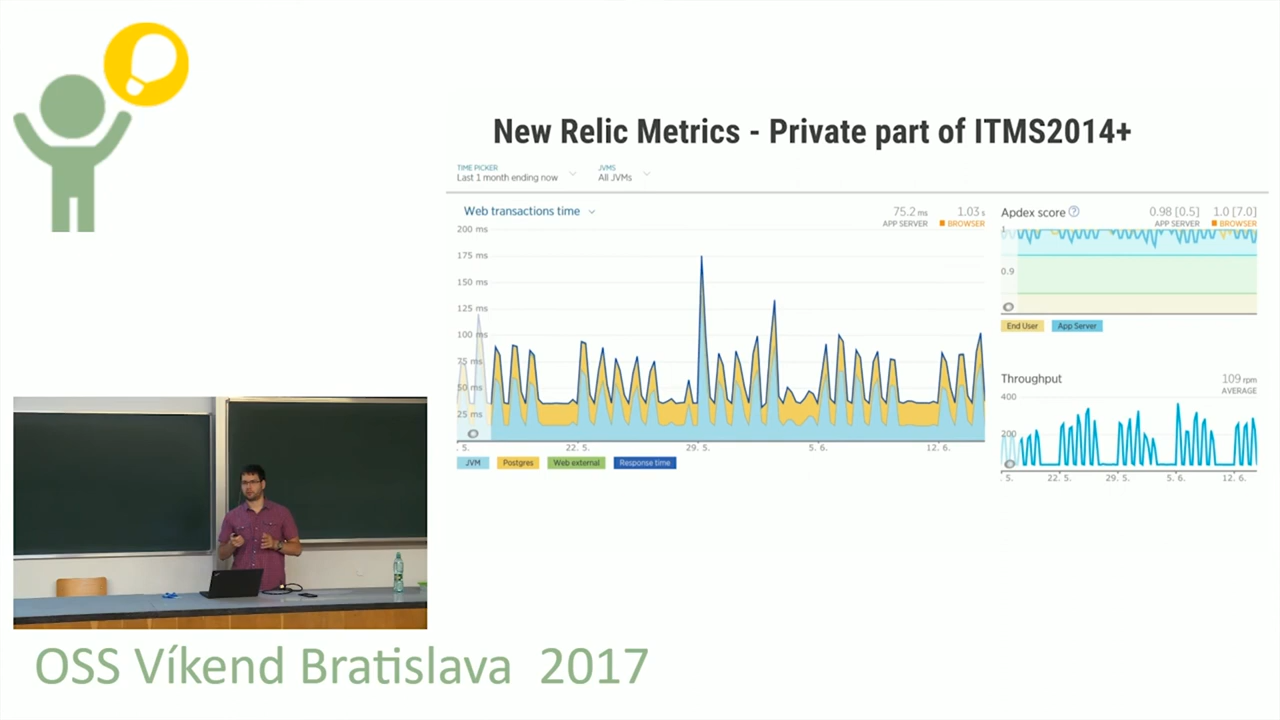 New Relic Metrics - Private part of ITMS2014+
TIME PICKER
Last 1 month ending now
JVMS
All JVMs
Web transactions time
75.2 ms
APP SERVER
1.03 s
BROWSER
200 ms
175 ms
150 ms
125 ms
100 ms
75 ms
50 ms
25 ms
. 5.
22. 5.
29. 5.
5. 6.
12. 6.
JVM
Postgres
Web external
Response time
Apdex score ?
0.98 [0.5]
APP SERVER
1.0 [7.0]
BROWSER
1
0.9
End User
App Server
Throughput
109 rpm
AVERAGE
400
200
. 5.
22. 5.
29. 5.
5. 6.
12. 6.
OSS Víkend Bratislava 2017